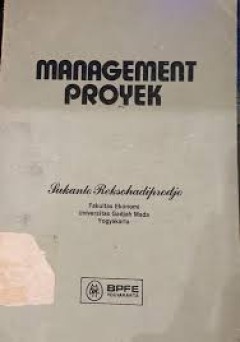 MANAGEMENT
PROYEK
Sukanto Reksohadiprodjo
Fakultas Ekonomi
Universitas Gadjah Mada
Yogyakarta
BPFE
YOGYAKARTA